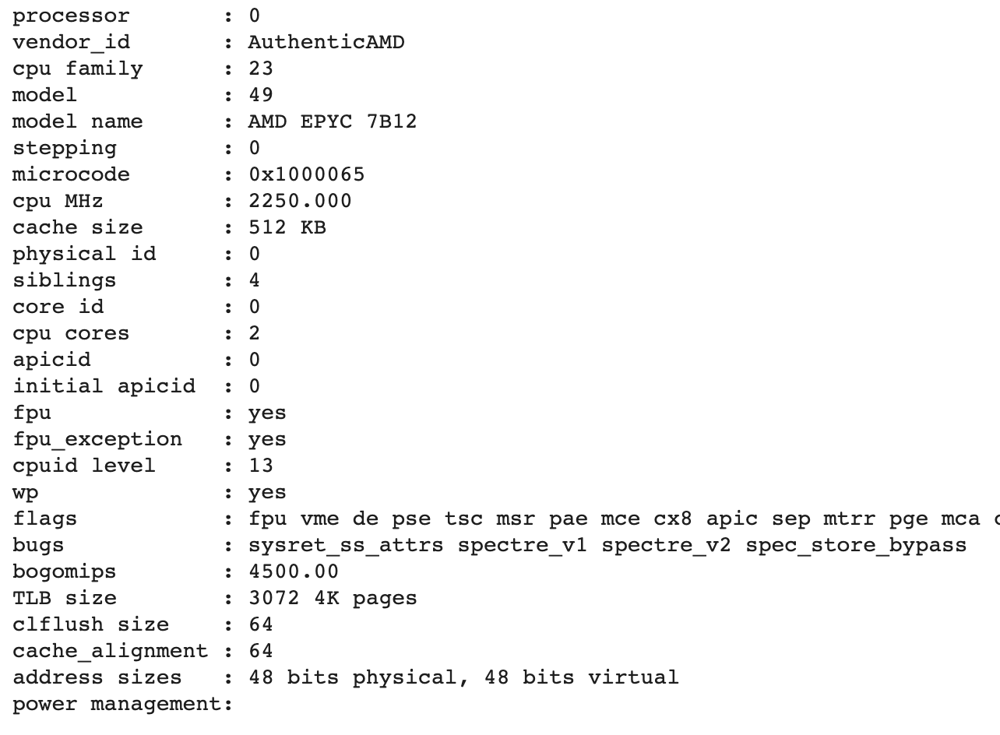 processor : 0
vendor_id : AuthenticAMD
cpu family : 23
model : 49
model name : AMD EPYC 7B12
stepping : 0
microcode : 0x1000065
cpu MHz : 2250.000
cache size : 512 KB
physical id : 0
siblings : 4
core id : 0
cpu cores : 2
apicid : 0
initial apicid : 0
fpu : yes
fpu_exception : yes
cpuid level : 13
wp : yes
flags : fpu vme de pse tsc msr pae mce cx8 apic sep mtrr pge mca
bugs : sysret_ss_attrs spectre_v1 spectre_v2 spec_store_bypass
bogomips : 4500.00
TLB size : 3072 4K pages
clflush size : 64
cache_alignment : 64
address sizes : 48 bits physical, 48 bits virtual
power management: